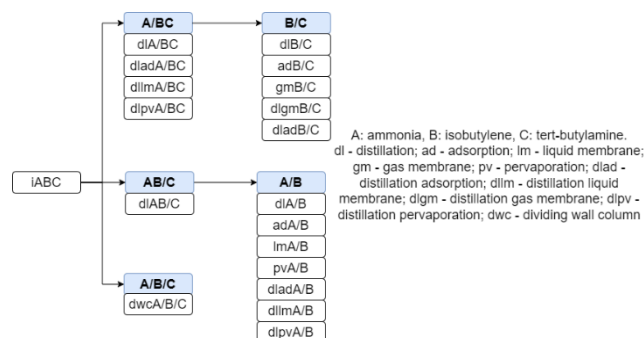 A/BC
dlA/BC
dladA/BC
dllmA/BC
dlpvA/BC
B/C
dlB/C
adB/C
gmB/C
dlgmB/C
dladB/C
A: ammonia, B: isobutylene, C: tert-butylamine.
dl - distillation; ad - adsorption; lm - liquid membrane;
gm - gas membrane; pv - pervaporation; dlad -
distillation adsorption; dllm - distillation liquid
membrane; dlgm - distillation gas membrane; dlpv -
distillation pervaporation; dwc - dividing wall column
iABC
AB/C
dlAB/C
A/B
dlA/B
adA/B
lmA/B
pvA/B
dladA/B
dllmA/B
dlpvA/B
A/B/C
dwcA/B/C